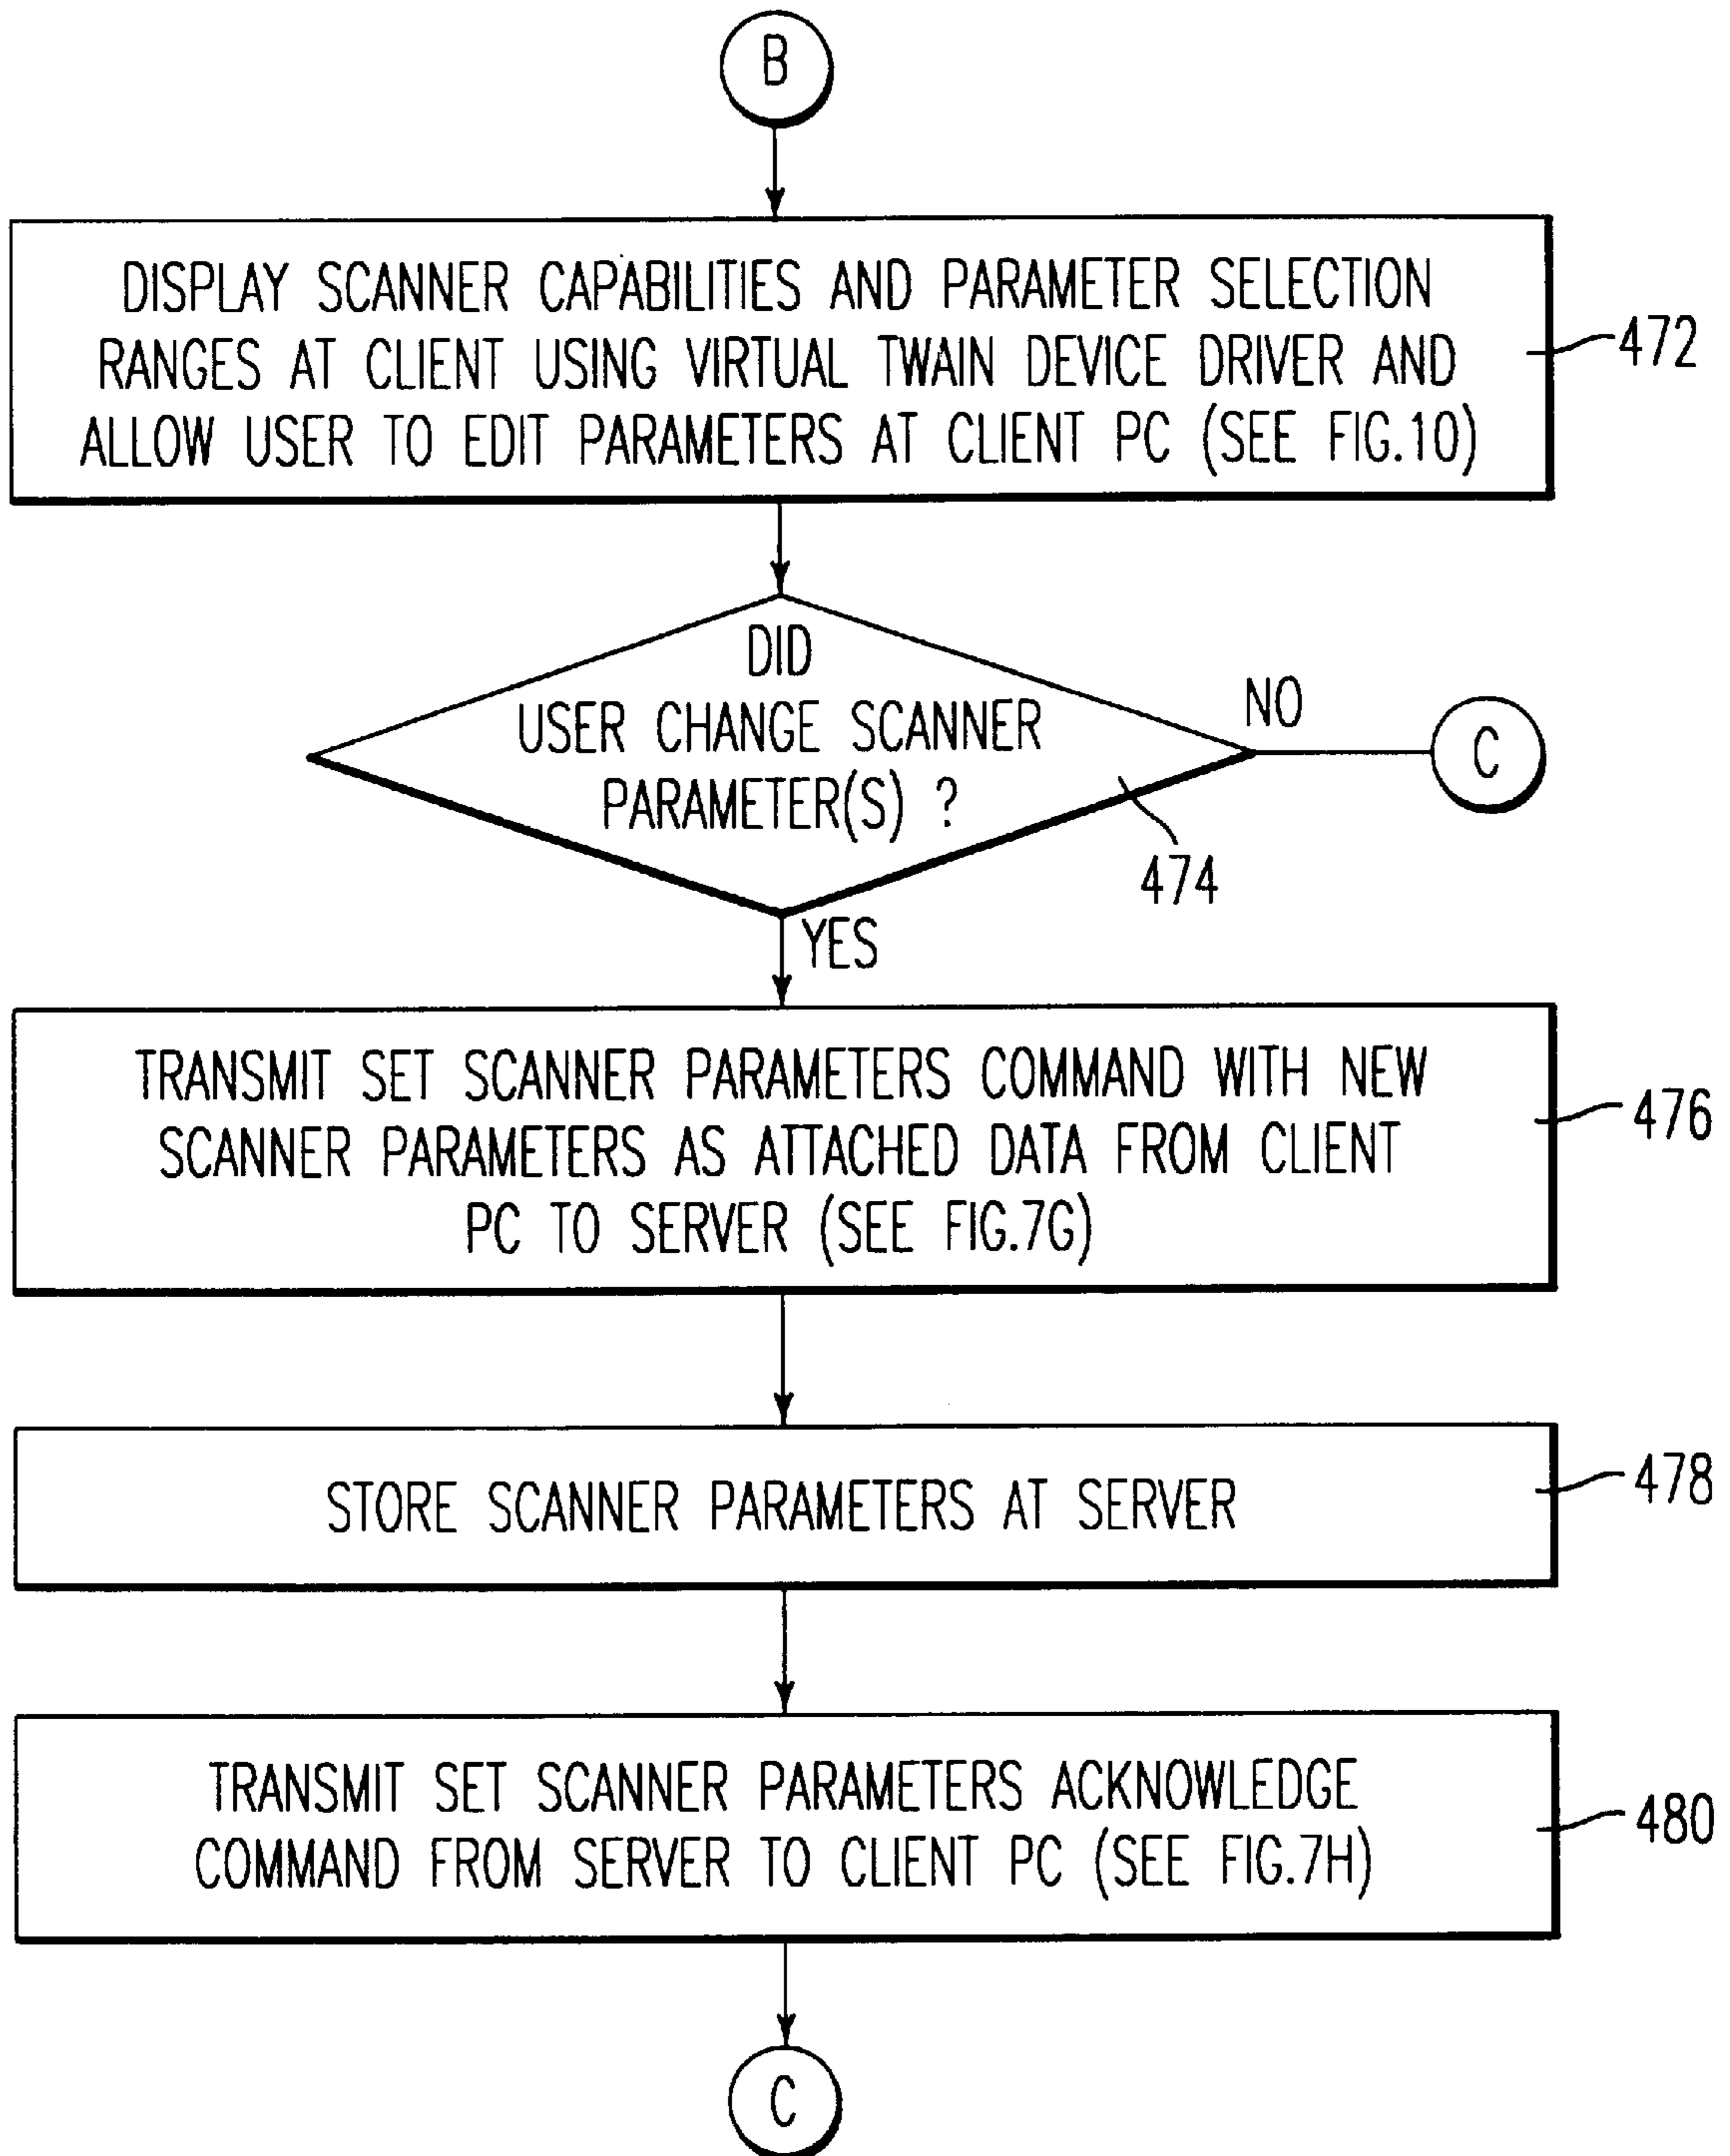 B
DISPLAY SCANNER CAPABILITIES AND PARAMETER SELECTION
RANGES AT CLIENT USING VIRTUAL TWAIN DEVICE DRIVER AND
ALLOW USER TO EDIT PARAMETERS AT CLIENT PC (SEE FIG.10)
472
DID
USER CHANGE SCANNER
PARAMETER(S) ?
NO
C
474
YES
TRANSMIT SET SCANNER PARAMETERS COMMAND WITH NEW
SCANNER PARAMETERS AS ATTACHED DATA FROM CLIENT
PC TO SERVER (SEE FIG.7G)
476
STORE SCANNER PARAMETERS AT SERVER
478
TRANSMIT SET SCANNER PARAMETERS ACKNOWLEDGE
COMMAND FROM SERVER TO CLIENT PC (SEE FIG.7H)
480
C